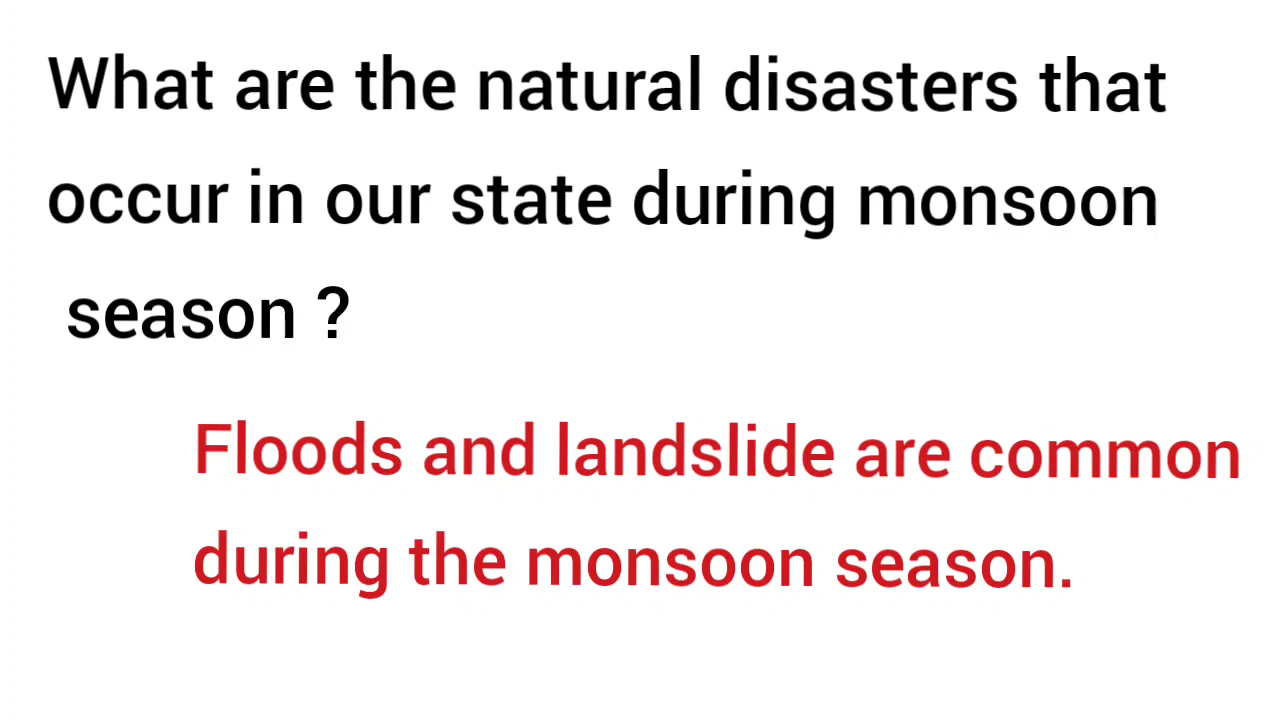 What are the natural disasters that
occur in our state during monsoon
season ?
Floods and landslide are common
during the monsoon season.